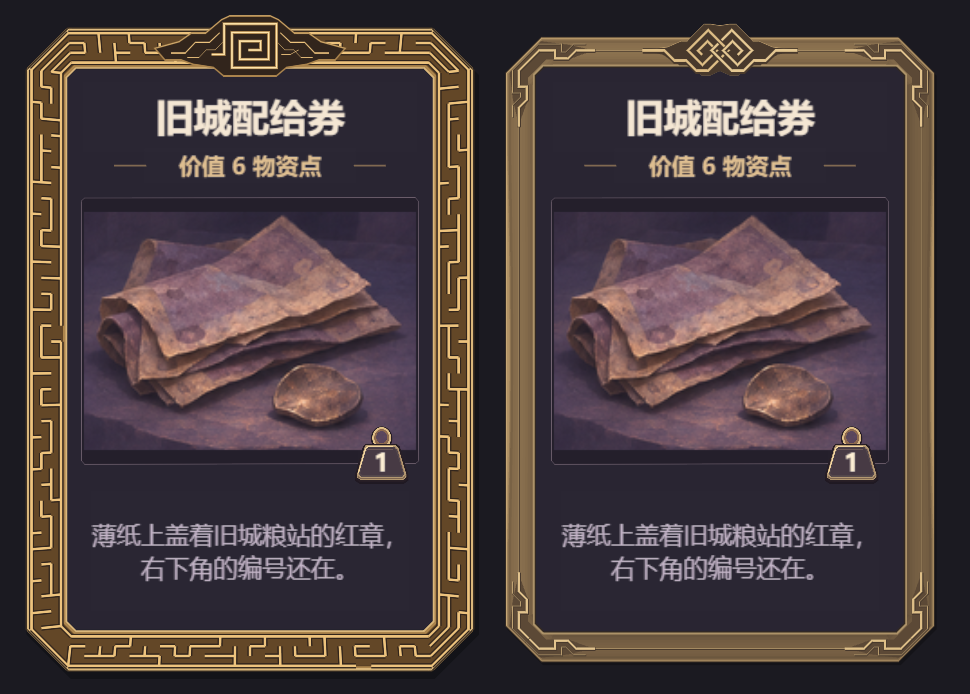 旧城配给券
价值 6 物资点
1
薄纸上盖着旧城粮站的红章，
右下角的编号还在。
旧城配给券
价值 6 物资点
1
薄纸上盖着旧城粮站的红章，
右下角的编号还在。